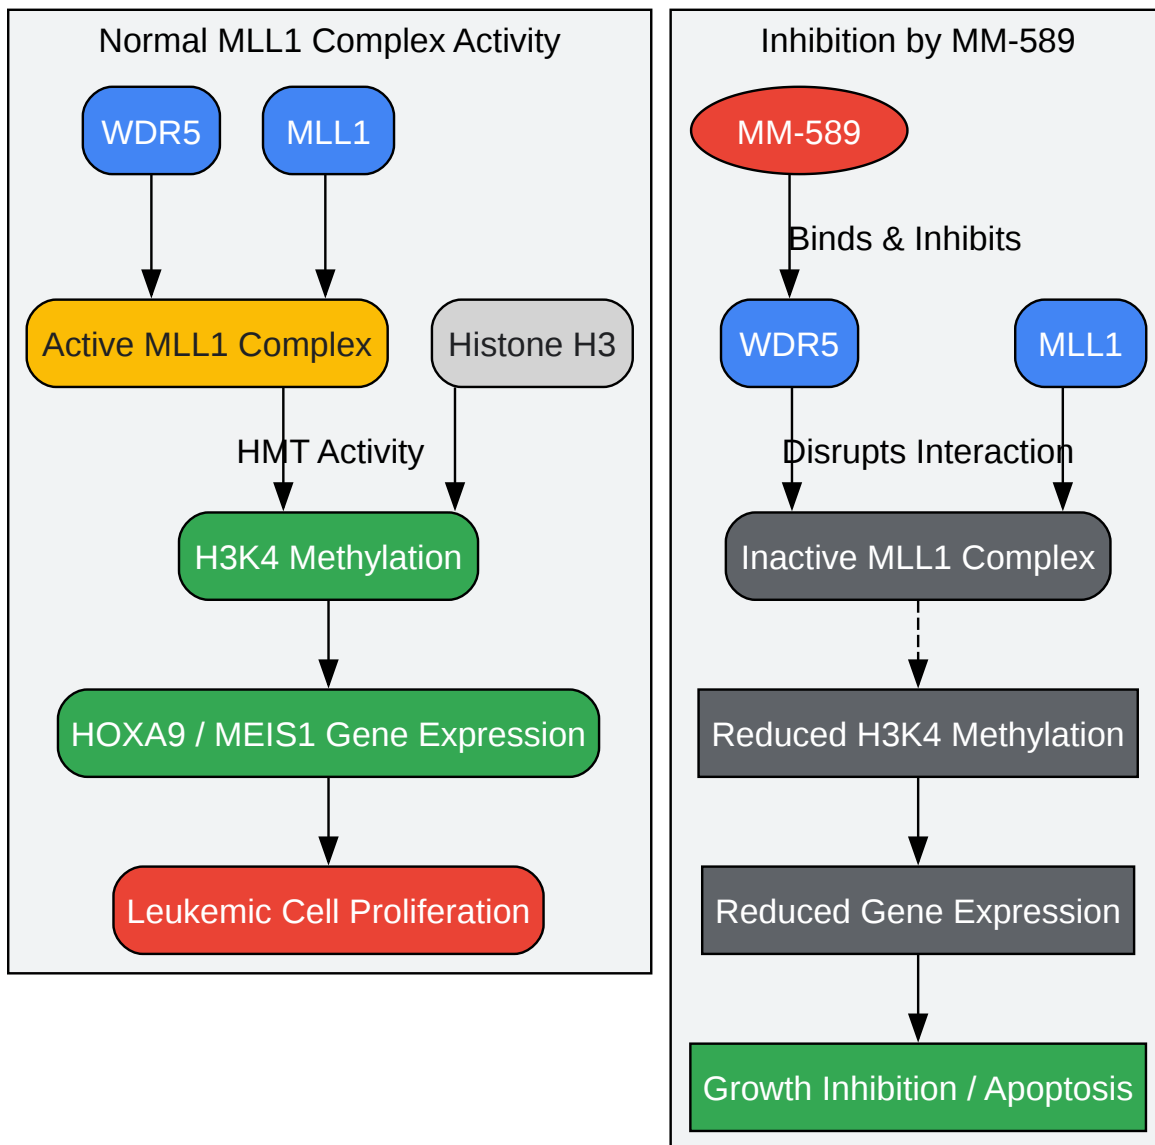 Normal MLL1 Complex Activity
WDR5
MLL1
Active MLL1 Complex
Histone H3
HMT Activity
H3K4 Methylation
HOXA9 / MEIS1 Gene Expression
Leukemic Cell Proliferation
Inhibition by MM-589
MM-589
Binds & Inhibits
WDR5
MLL1
Disrupts Interaction
Inactive MLL1 Complex
Reduced H3K4 Methylation
Reduced Gene Expression
Growth Inhibition / Apoptosis